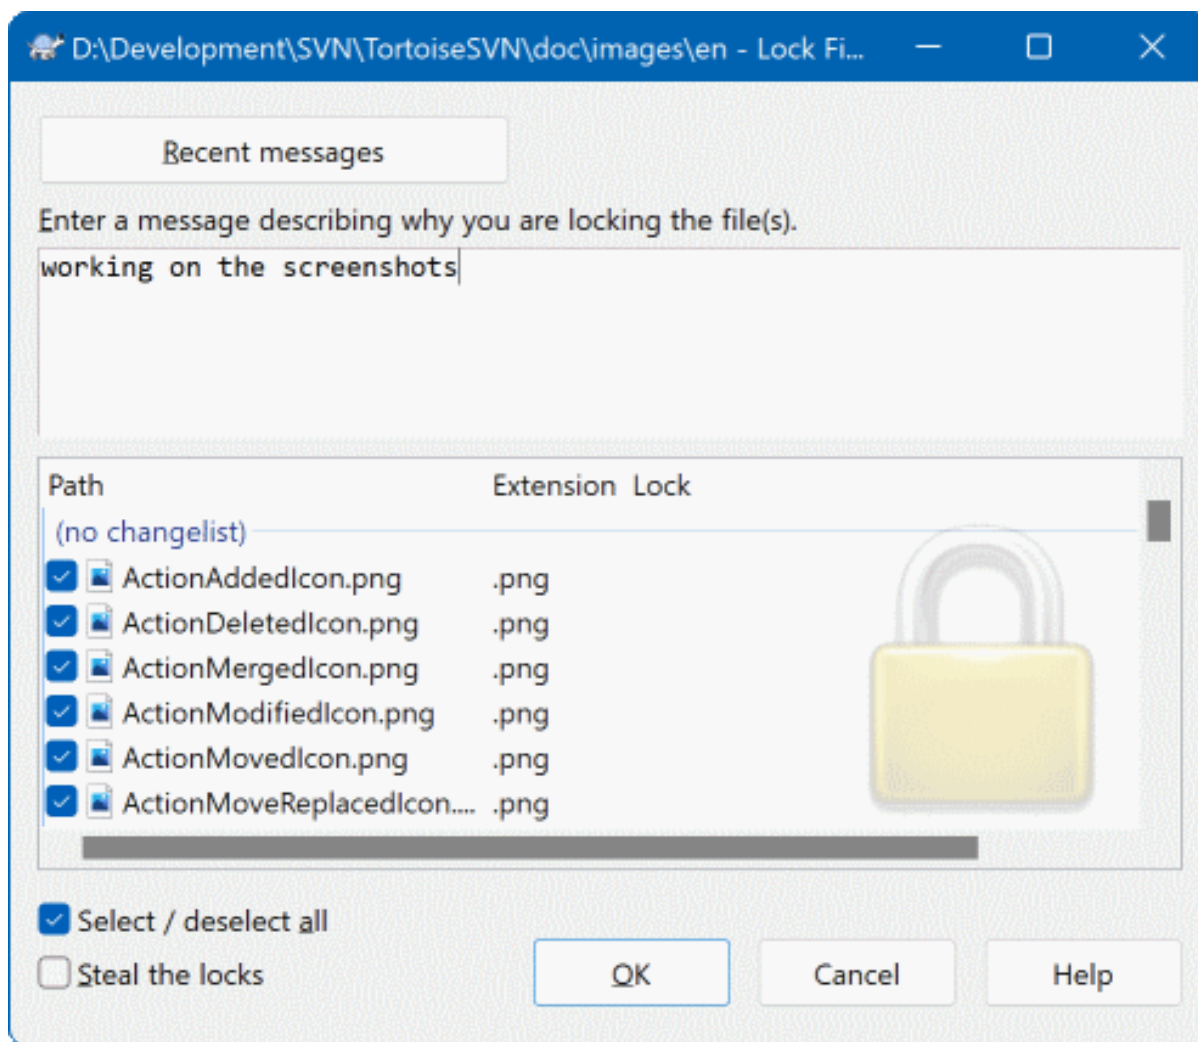 D:\Development\SVN\TortoiseSVN\doc\images\en - Lock Fi...
Recent messages
Enter a message describing why you are locking the file(s).
working on the screenshots
Path Extension Lock
(no changelist)
ActionAddedIcon.png .png
ActionDeletedIcon.png .png
ActionMergedIcon.png .png
ActionModifiedIcon.png .png
ActionMovedIcon.png .png
ActionMoveReplacedIcon.... .png
Select / deselect all
Steal the locks
OK Cancel Help